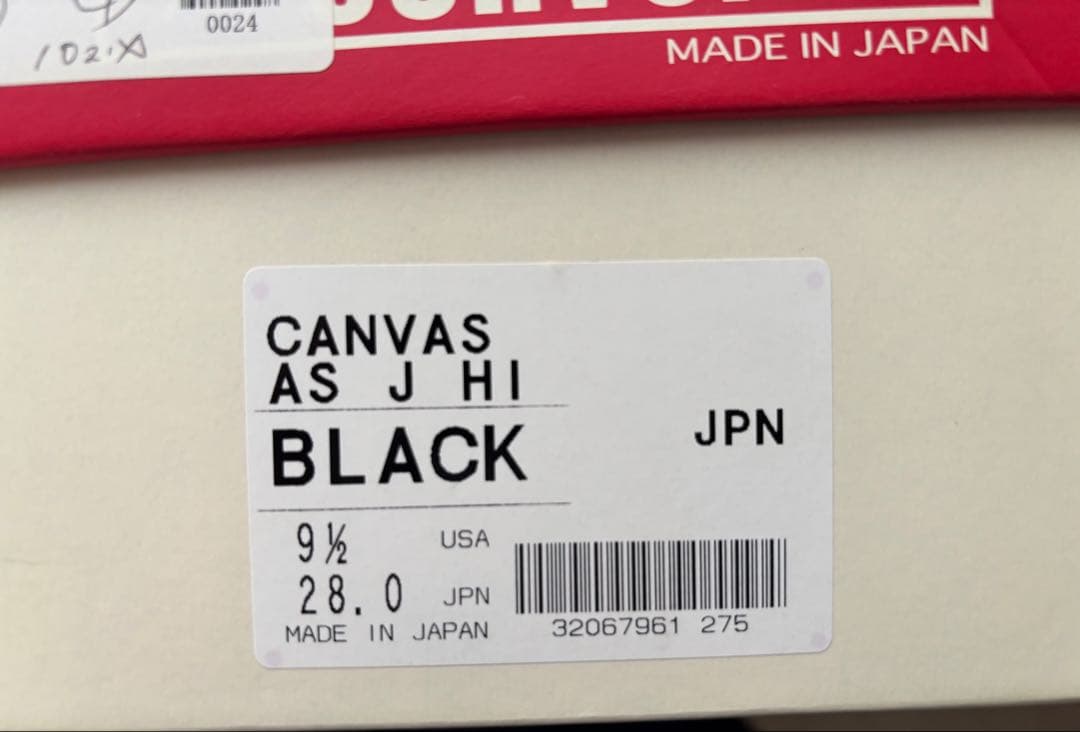 0024
MADE IN JAPAN
CANVAS
AS J HI
BLACK
JPN
9½ USA
28.0 JPN
MADE IN JAPAN
32067961 275